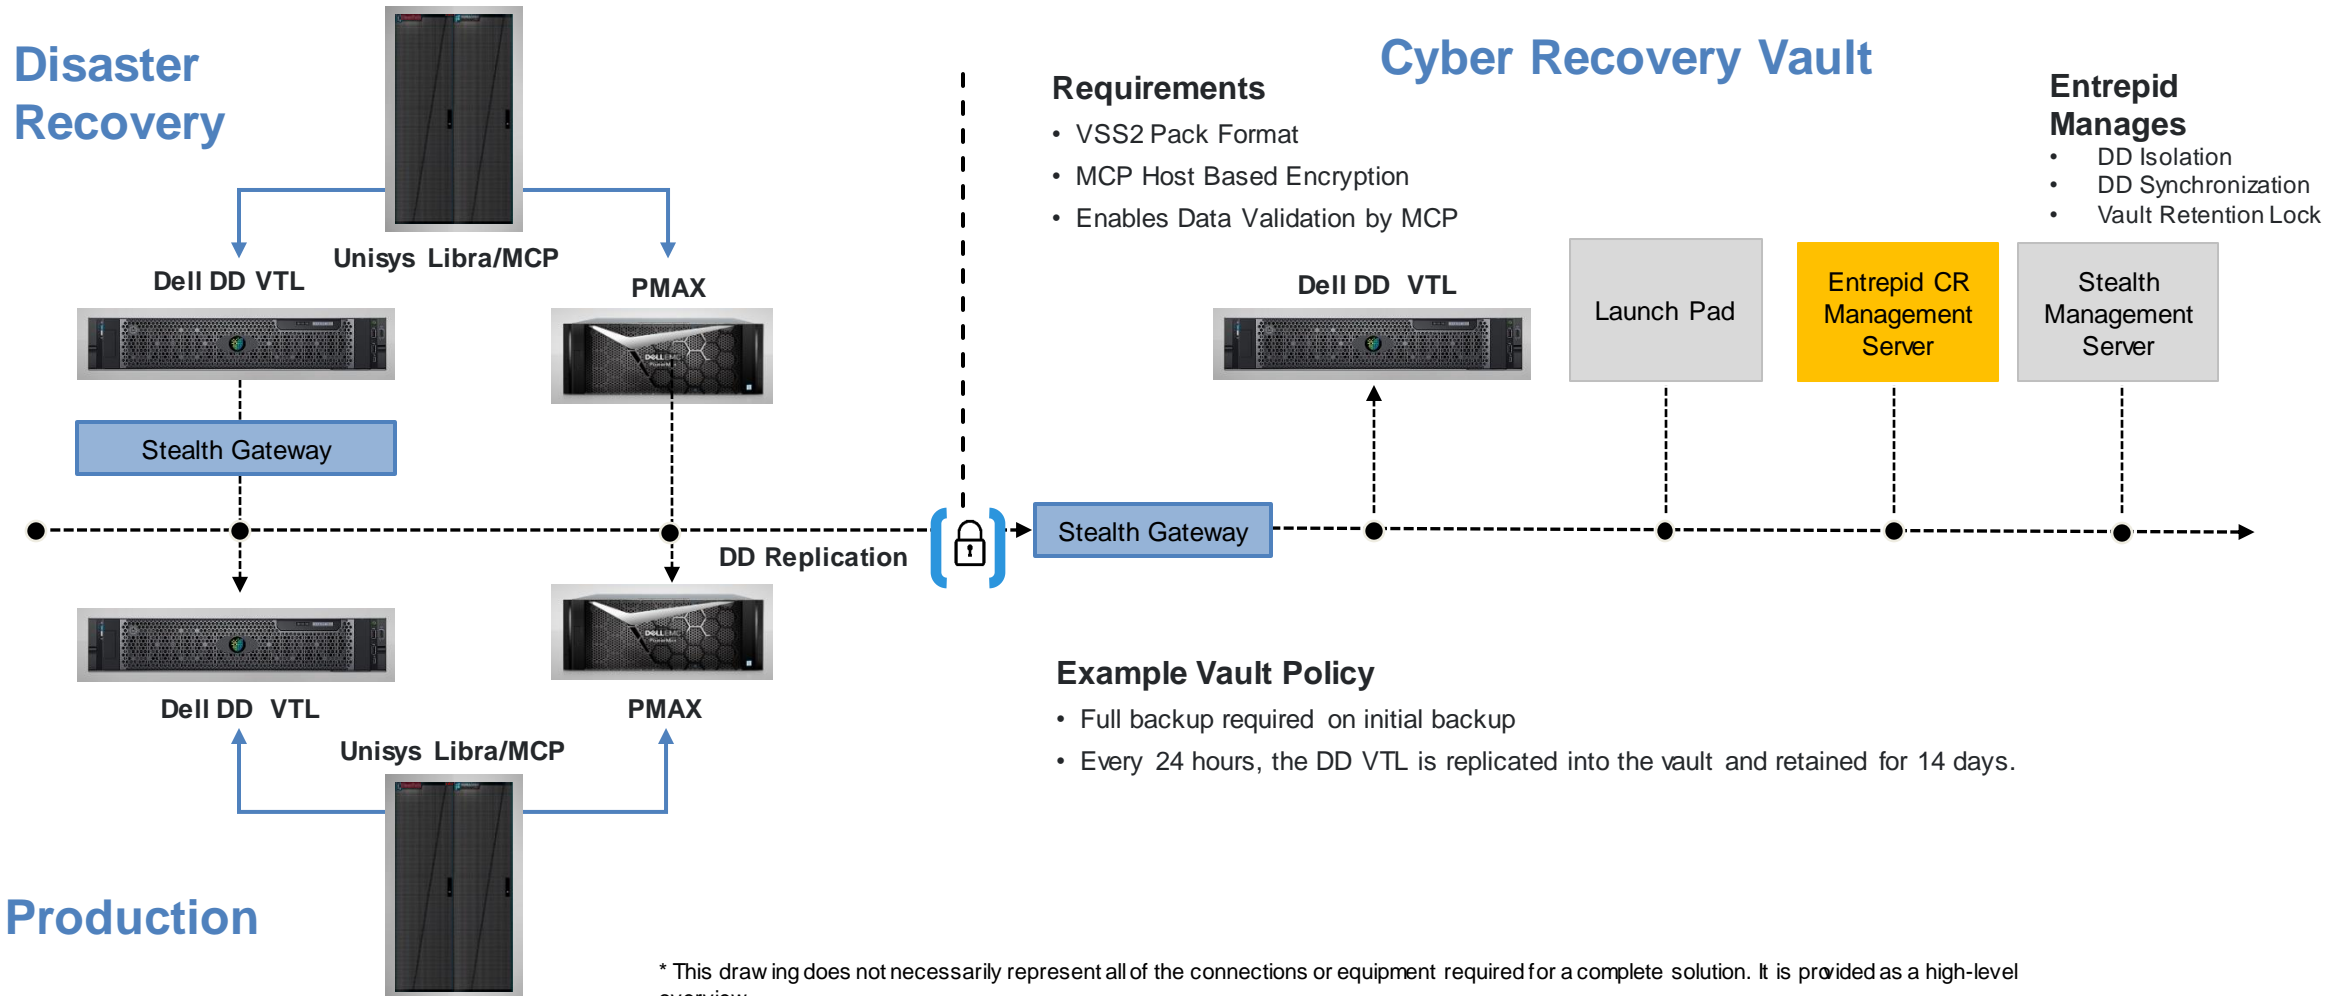 Disaster
Recovery
Unisys Libra/MCP
Dell DD VTL
PMAX
DELLEMC
PowerMax
Stealth Gateway
DD Replication
DELLEMC
PowerMax
Dell DD VTL
PMAX
Unisys Libra/MCP
Production
Cyber Recovery Vault
Requirements
• VSS2 Pack Format
• MCP Host Based Encryption
• Enables Data Validation by MCP
Entrepid
Manages
• DD Isolation
• DD Synchronization
• Vault Retention Lock
Dell DD VTL
Launch Pad
Entrepid CR
Management
Server
Stealth
Management
Server
Stealth Gateway
Example Vault Policy
• Full backup required on initial backup
• Every 24 hours, the DD VTL is replicated into the vault and retained for 14 days.
* This drawing does not necessarily represent all of the connections or equipment required for a complete solution. It is provided as a high-level
overview